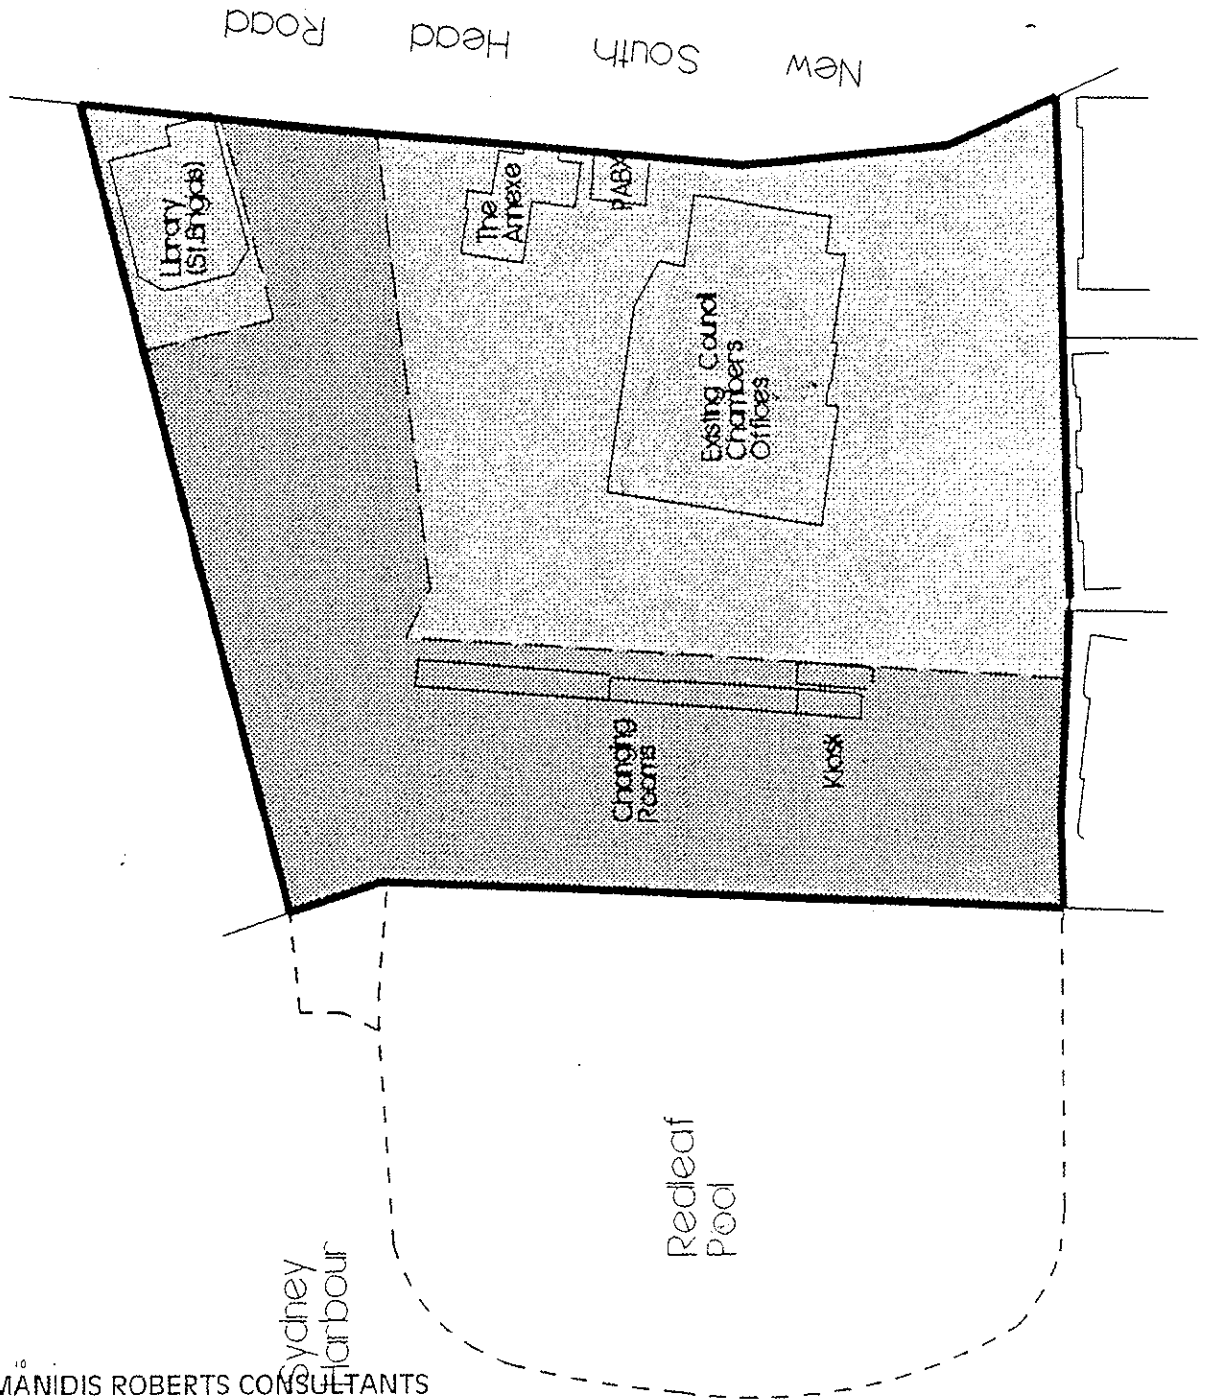 New South Head Road
Library
(St. Brigids)
The
Annexe
PABX
Existing Council
Chambers
Offices
Changing
Rooms
Kiosk
Redleaf
Pool
Sydney
Harbour
MANIDIS ROBERTS CONSULTANTS